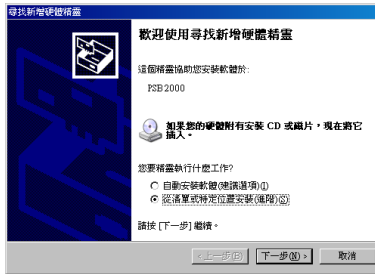 尋找新增硬體精靈
歡迎使用尋找新增硬體精靈
這個精靈協助您安裝軟體於:
PSB2000
如果您的硬體附有安裝 CD 或磁片，現在將它
插入。
您要精靈執行什麼工作?
自動安裝軟體(建議選項)(I)
從清單或特定位置安裝(進階)(S)
請按 [下一步] 繼續。
<上一步(B)
下一步(N)>
取消